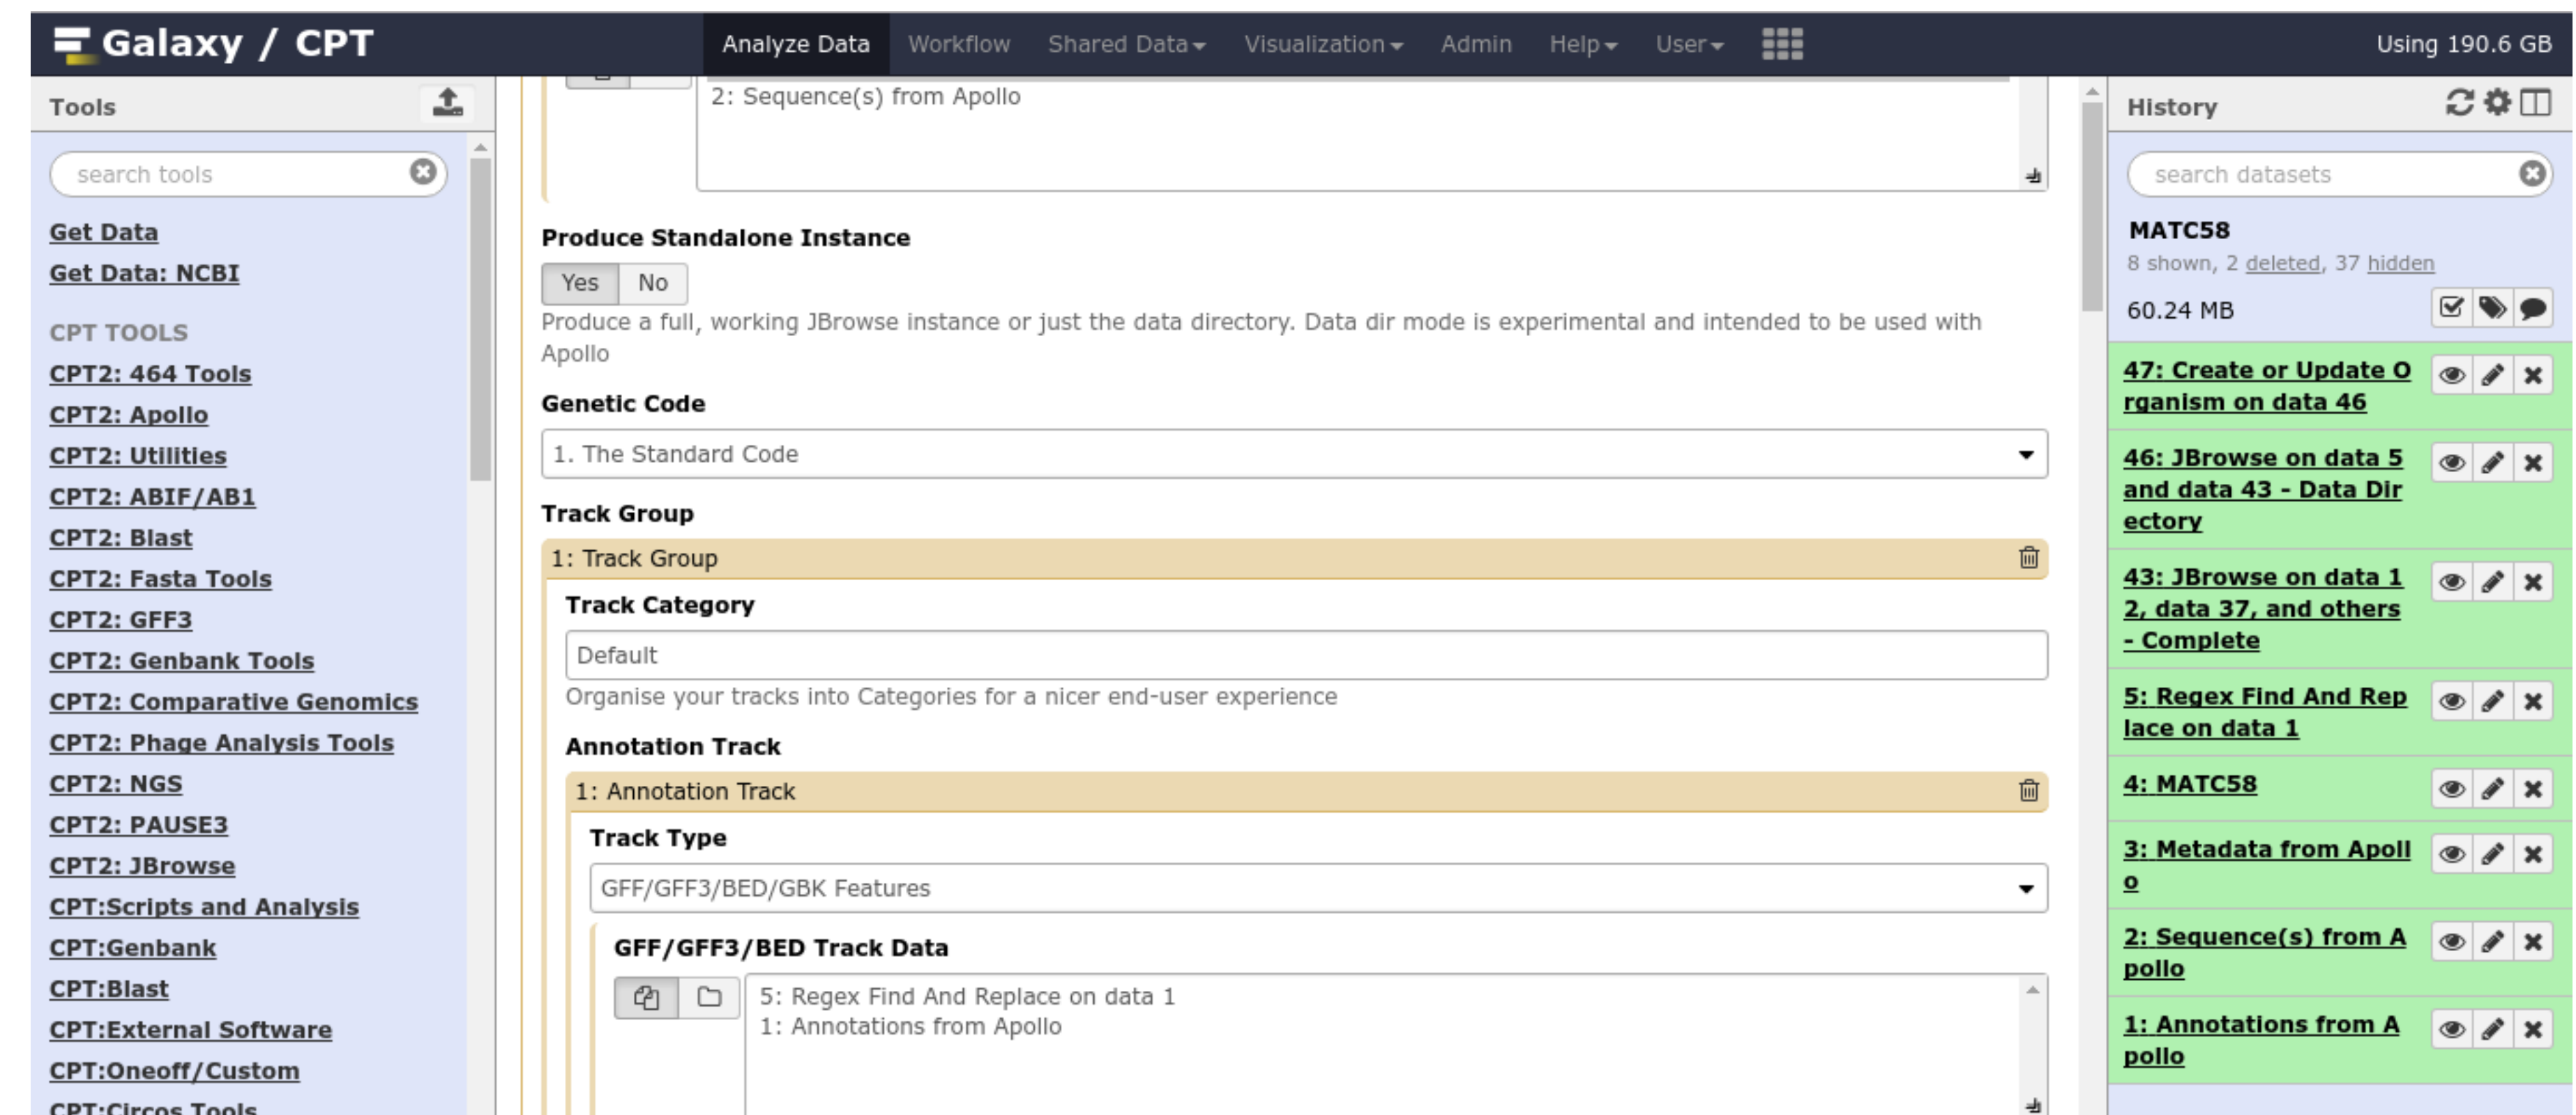 Galaxy / CPT
Analyze Data
Workflow
Shared Data
Visualization
Admin
Help
User
Using 190.6 GB
Tools
search tools
Get Data
Get Data: NCBI
CPT TOOLS
CPT2: 464 Tools
CPT2: Apollo
CPT2: Utilities
CPT2: ABIF/AB1
CPT2: Blast
CPT2: Fasta Tools
CPT2: GFF3
CPT2: Genbank Tools
CPT2: Comparative Genomics
CPT2: Phage Analysis Tools
CPT2: NGS
CPT2: PAUSE3
CPT2: JBrowse
CPT:Scripts and Analysis
CPT:Genbank
CPT:Blast
CPT:External Software
CPT:Oneoff/Custom
CPT:Circos Tools
2: Sequence(s) from Apollo
Produce Standalone Instance
Yes
No
Produce a full, working JBrowse instance or just the data directory. Data dir mode is experimental and intended to be used with
Apollo
Genetic Code
1. The Standard Code
Track Group
1: Track Group
Track Category
Default
Organise your tracks into Categories for a nicer end-user experience
Annotation Track
1: Annotation Track
Track Type
GFF/GFF3/BED/GBK Features
GFF/GFF3/BED Track Data
5: Regex Find And Replace on data 1
1: Annotations from Apollo
History
search datasets
MATC58
8 shown, 2 deleted, 37 hidden
60.24 MB
47: Create or Update O
rganism on data 46
46: JBrowse on data 5
and data 43 - Data Dir
ectory
43: JBrowse on data 1
2, data 37, and others
- Complete
5: Regex Find And Rep
lace on data 1
4: MATC58
3: Metadata from Apoll
o
2: Sequence(s) from A
pollo
1: Annotations from A
pollo